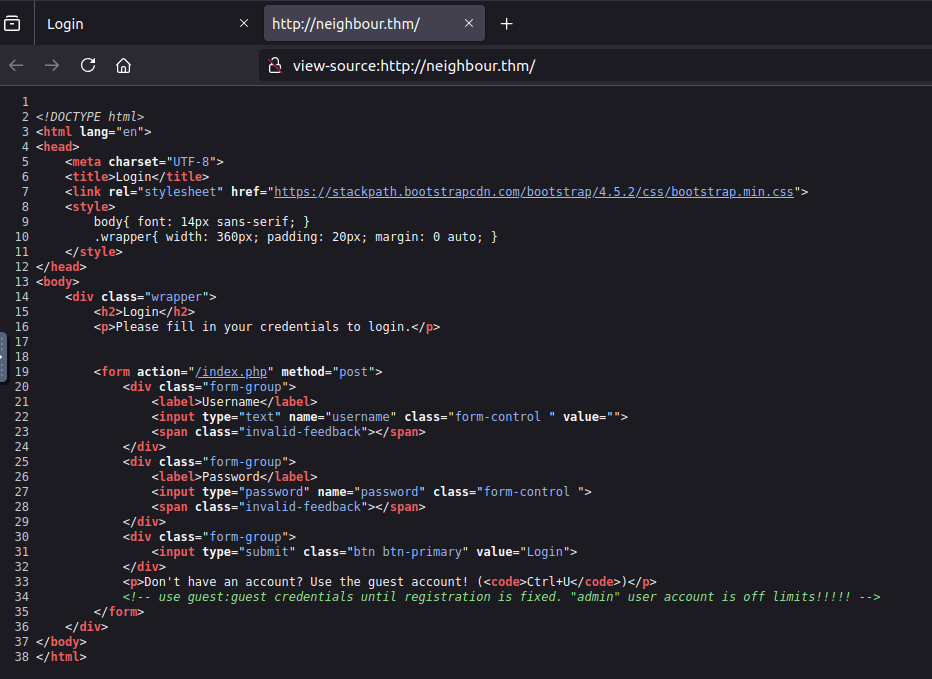 Login
http://neighbour.thm/
view-source:http://neighbour.thm/
1
2 <!DOCTYPE html>
3 <html lang="en">
4 <head>
5     <meta charset="UTF-8">
6     <title>Login</title>
7     <link rel="stylesheet" href="https://stackpath.bootstrapcdn.com/bootstrap/4.5.2/css/bootstrap.min.css">
8     <style>
9         body{ font: 14px sans-serif; }
10         .wrapper{ width: 360px; padding: 20px; margin: 0 auto; }
11     </style>
12 </head>
13 <body>
14     <div class="wrapper">
15         <h2>Login</h2>
16         <p>Please fill in your credentials to login.</p>
17
18
19         <form action="/index.php" method="post">
20             <div class="form-group">
21                 <label>Username</label>
22                 <input type="text" name="username" class="form-control " value="">
23                 <span class="invalid-feedback"></span>
24             </div>
25             <div class="form-group">
26                 <label>Password</label>
27                 <input type="password" name="password" class="form-control ">
28                 <span class="invalid-feedback"></span>
29             </div>
30             <div class="form-group">
31                 <input type="submit" class="btn btn-primary" value="Login">
32             </div>
33             <p>Don't have an account? Use the guest account! (<code>Ctrl+U</code>)</p>
34             <!-- use guest:guest credentials until registration is fixed. "admin" user account is off limits!!!!! -->
35         </form>
36     </div>
37 </body>
38 </html>